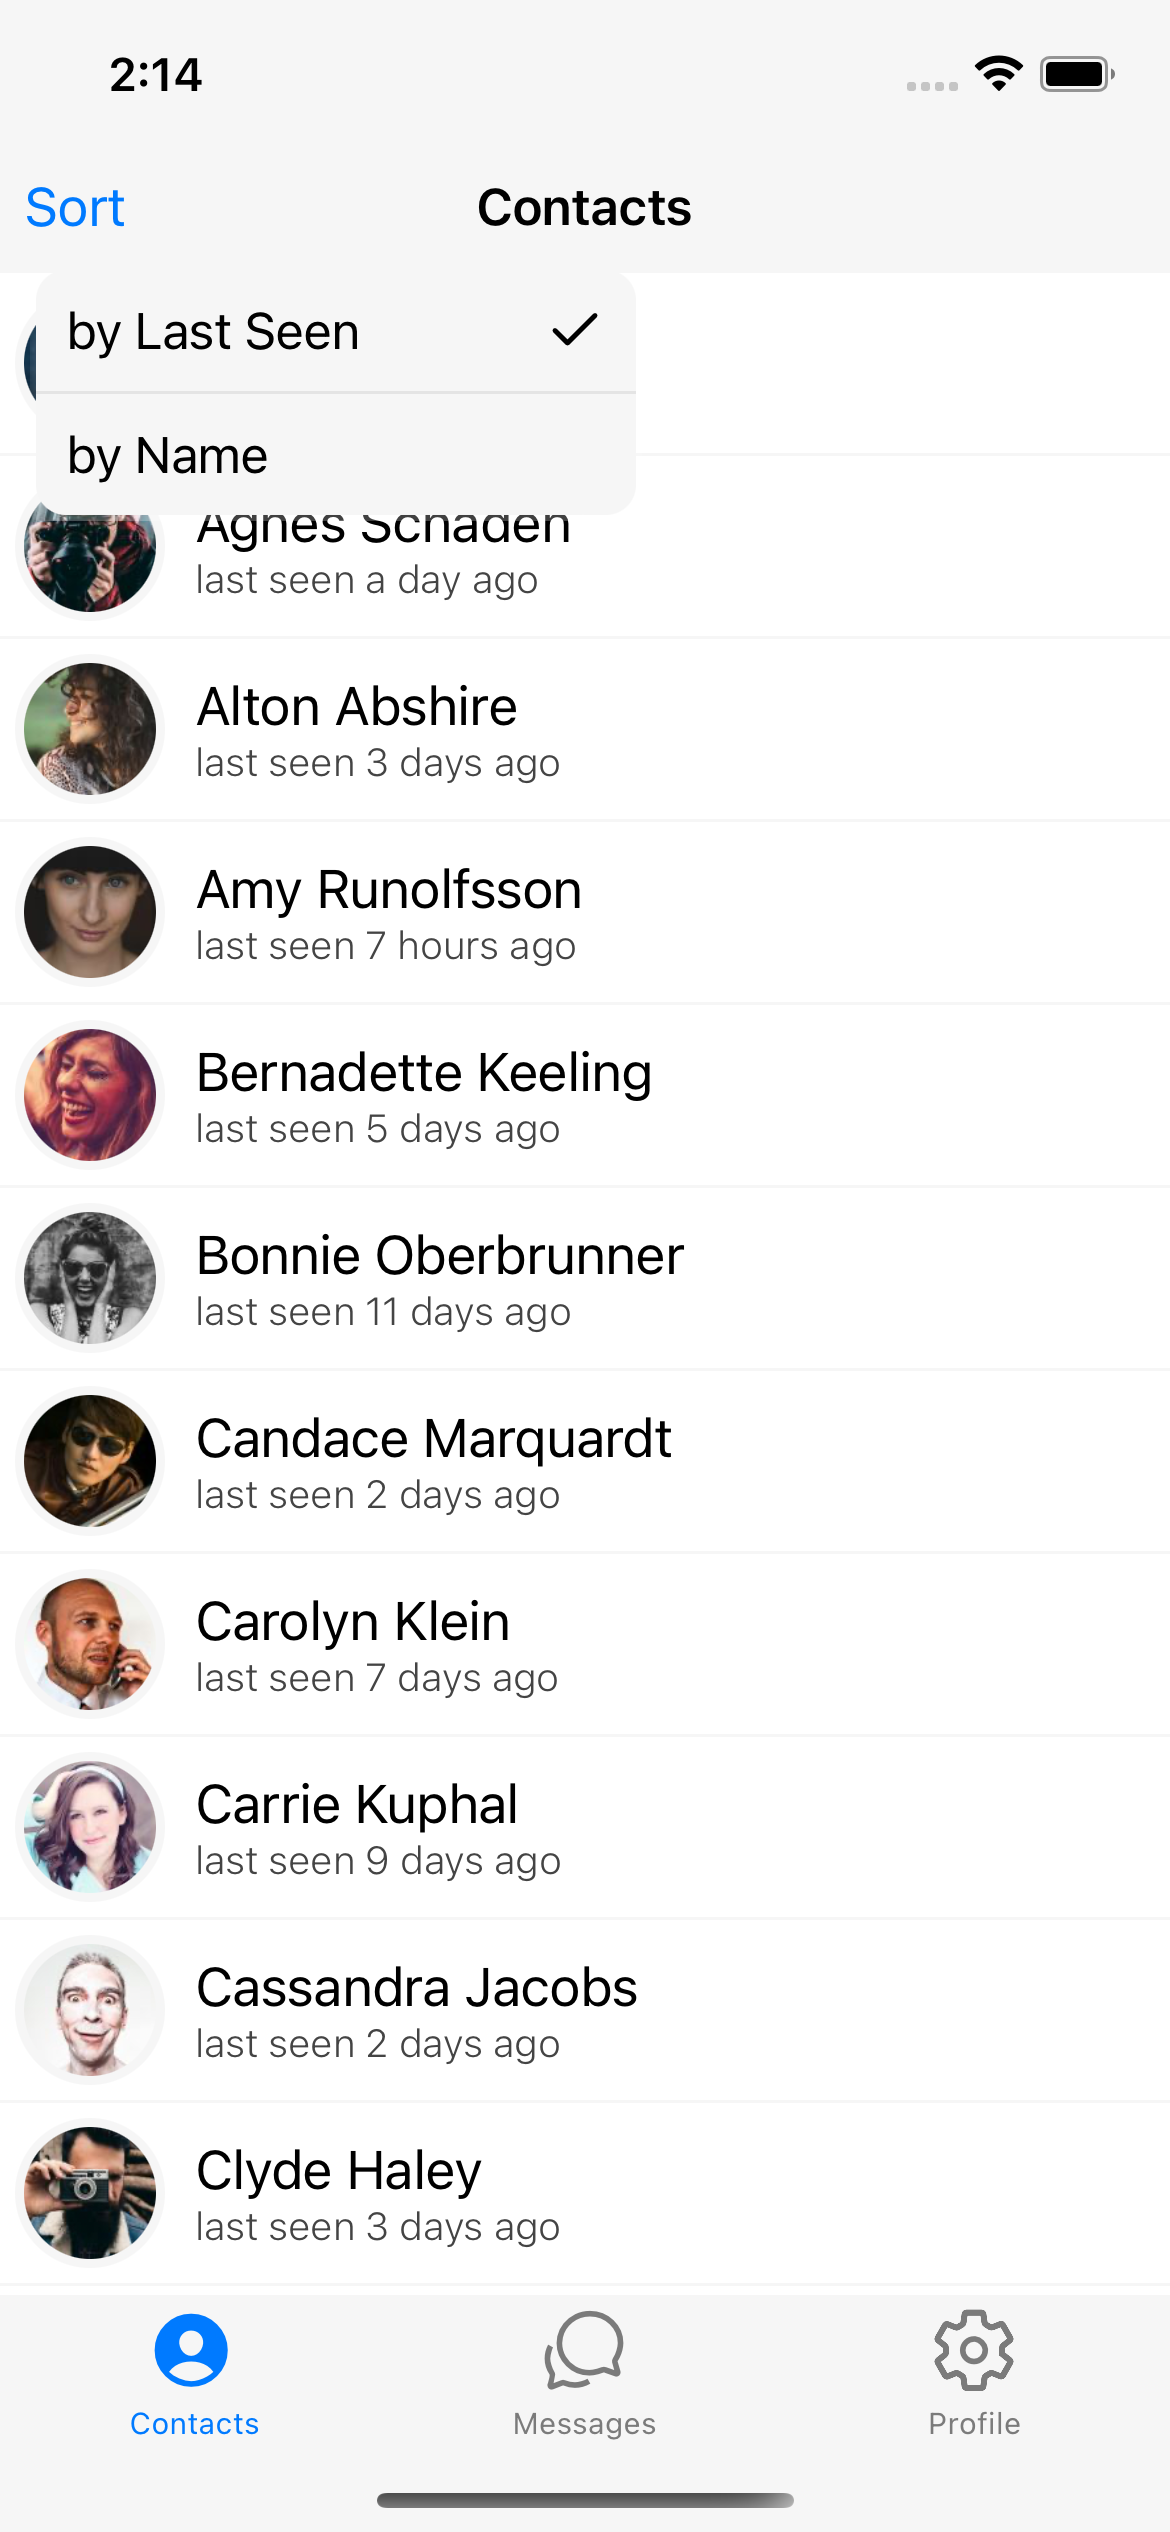 2:14
Sort
Contacts
by Last Seen
by Name
Agnes Schaden
last seen a day ago
Alton Abshire
last seen 3 days ago
Amy Runolfsson
last seen 7 hours ago
Bernadette Keeling
last seen 5 days ago
Bonnie Oberbrunner
last seen 11 days ago
Candace Marquardt
last seen 2 days ago
Carolyn Klein
last seen 7 days ago
Carrie Kuphal
last seen 9 days ago
Cassandra Jacobs
last seen 2 days ago
Clyde Haley
last seen 3 days ago
Contacts
Messages
Profile